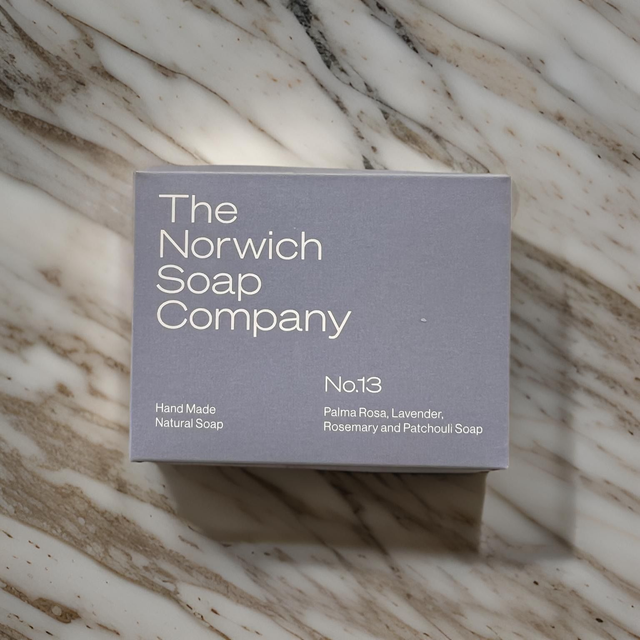 The
Norwich
Soap
Company
No.13
Hand Made
Natural Soap
Palma Rosa, Lavender,
Rosemary and Patchouli Soap